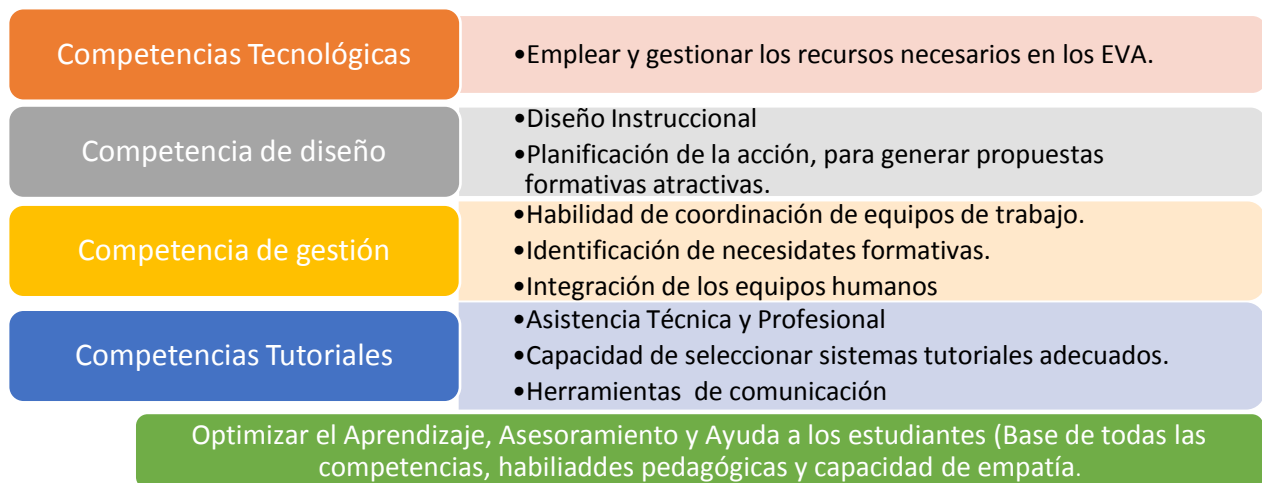 Competencias Tecnológicas
•Emplear y gestionar los recursos necesarios en los EVA.
Competencia de diseño
•Diseño Instruccional
•Planificación de la acción, para generar propuestas
formativas atractivas.
Competencia de gestión
•Habilidad de coordinación de equipos de trabajo.
•Identificación de necesidates formativas.
•Integración de los equipos humanos
Competencias Tutoriales
•Asistencia Técnica y Profesional
•Capacidad de seleccionar sistemas tutoriales adecuados.
•Herramientas de comunicación
Optimizar el Aprendizaje, Asesoramiento y Ayuda a los estudiantes (Base de todas las
competencias, habiliaddes pedagógicas y capacidad de empatía.